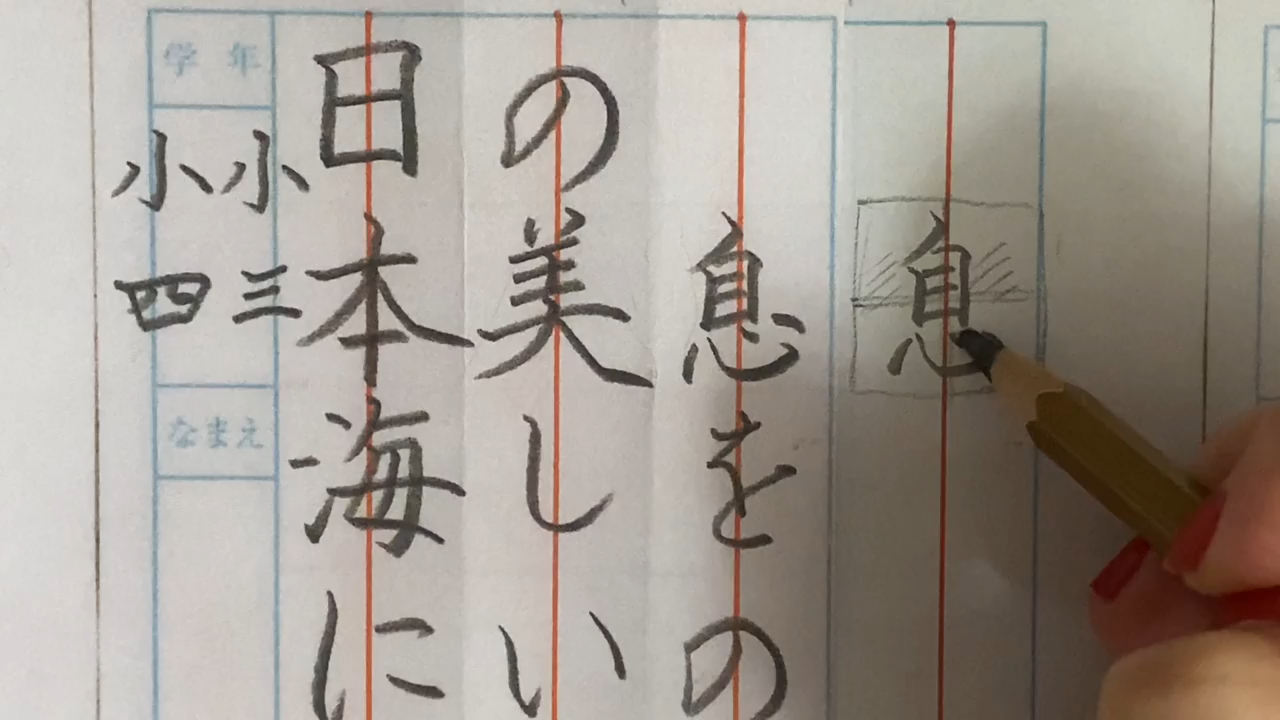 息
息をの
の美しい
日本海に
学年
小三
小四
なまえ